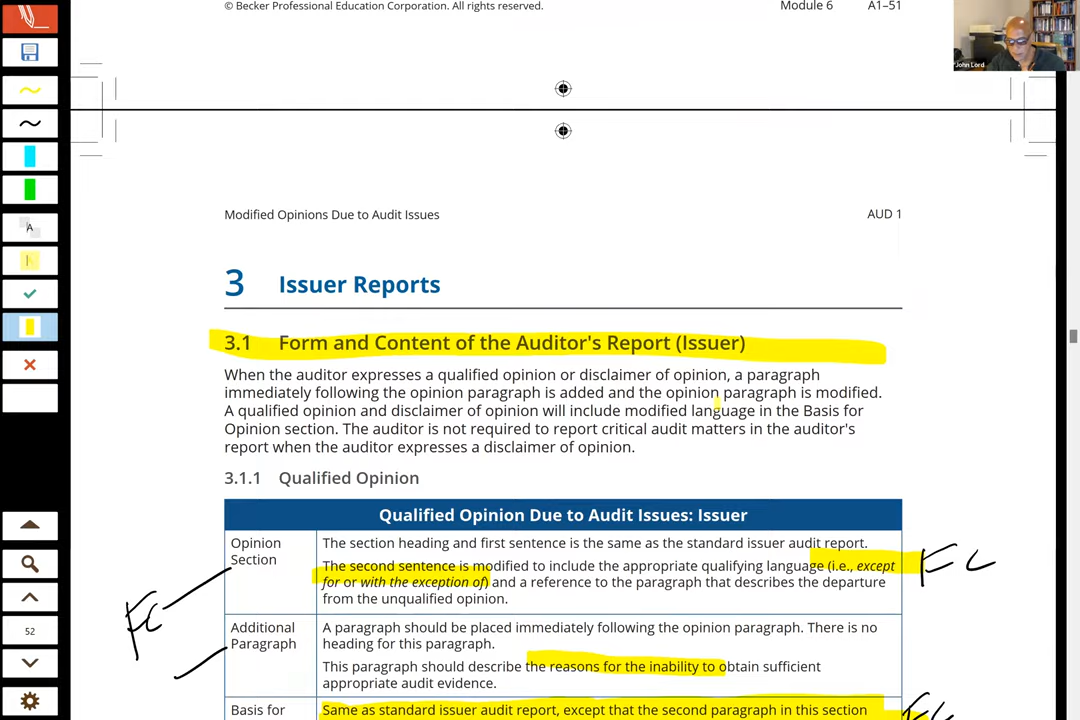 © Becker Professional Education Corporation. All rights reserved. Module 6 A1–51
John Lord
Modified Opinions Due to Audit Issues AUD 1
3 Issuer Reports
3.1 Form and Content of the Auditor's Report (Issuer)
When the auditor expresses a qualified opinion or disclaimer of opinion, a paragraph
immediately following the opinion paragraph is added and the opinion paragraph is modified.
A qualified opinion and disclaimer of opinion will include modified language in the Basis for
Opinion section. The auditor is not required to report critical audit matters in the auditor's
report when the auditor expresses a disclaimer of opinion.
3.1.1 Qualified Opinion
Qualified Opinion Due to Audit Issues: Issuer
Opinion
Section
The section heading and first sentence is the same as the standard issuer audit report.
The second sentence is modified to include the appropriate qualifying language (i.e., except
for or with the exception of) and a reference to the paragraph that describes the departure
from the unqualified opinion.
Additional
Paragraph
A paragraph should be placed immediately following the opinion paragraph. There is no
heading for this paragraph.
This paragraph should describe the reasons for the inability to obtain sufficient
appropriate audit evidence.
Basis for
Same as standard issuer audit report, except that the second paragraph in this section
A
52